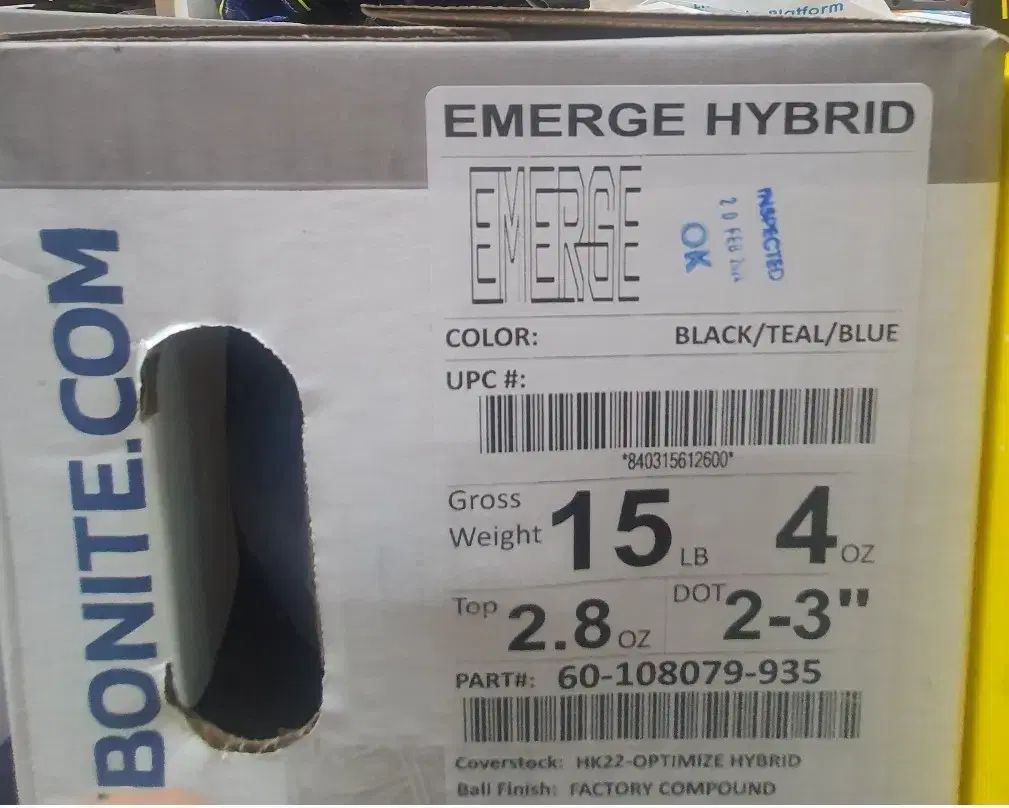 Platform
EMERGE HYBRID
EMERGE
INSPECTED
20 FEB
OK
COLOR: BLACK/TEAL/BLUE
UPC #:
*840315612600*
Gross Weight 15 LB 4 OZ
Top 2.8 OZ DOT 2-3"
PART#: 60-108079-935
Coverstock: HK22-OPTIMIZE HYBRID
Ball Finish: FACTORY COMPOUND
BONITE.COM